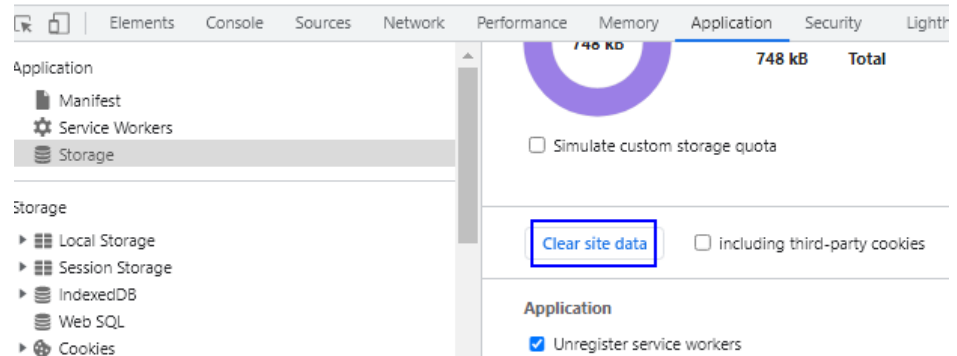 Elements Console Sources Network Performance Memory Application Security Lighth
Application
Manifest
Service Workers
Storage
Storage
Local Storage
Session Storage
IndexedDB
Web SQL
Cookies
748 kB
748 kB Total
Simulate custom storage quota
Clear site data including third-party cookies
Application
Unregister service workers